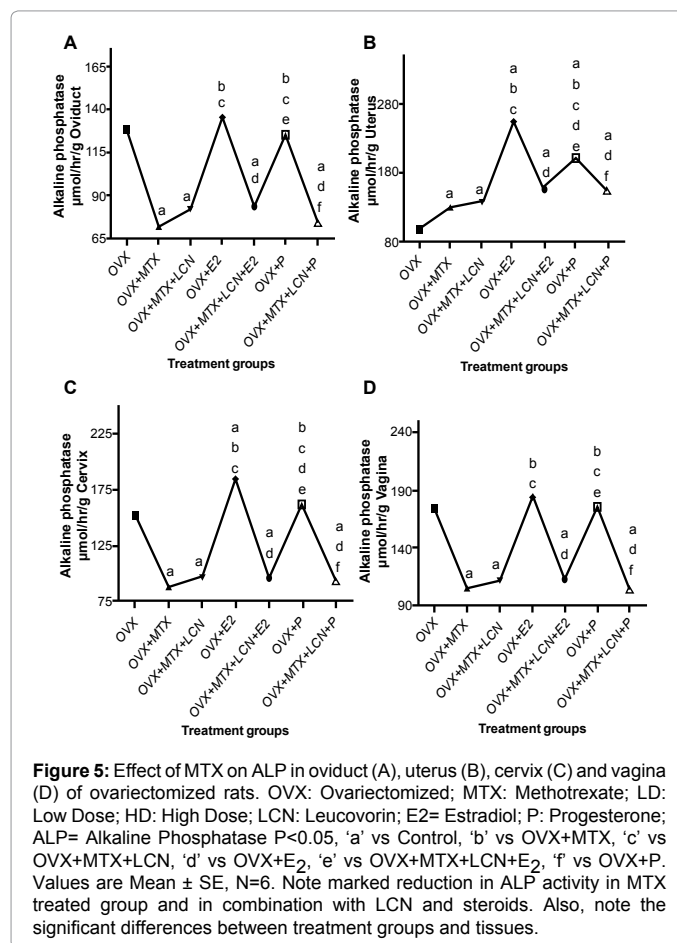 A
Alkaline phosphatase
µmol/hr/g Oviduct
165
140
115
90
65
a
a
b
c
a
d
b
c
e
a
d
f
OVX
OVX+MTX
OVX+MTX+LCN
OVX+E2
OVX+MTX+LCN+E2
OVX+P
OVX+MTX+LCN+P
Treatment groups
B
Alkaline phosphatase
µmol/hr/g Uterus
280
180
80
a
a
a
b
c
a
d
a
b
c
d
e
a
d
f
OVX
OVX+MTX
OVX+MTX+LCN
OVX+E2
OVX+MTX+LCN+E2
OVX+P
OVX+MTX+LCN+P
Treatment groups
C
Alkaline phosphatase
µmol/hr/g Cervix
225
175
125
75
a
a
a
b
c
a
d
b
c
d
e
a
d
f
OVX
OVX+MTX
OVX+MTX+LCN
OVX+E2
OVX+MTX+LCN+E2
OVX+P
OVX+MTX+LCN+P
Treatment groups
D
Alkaline phosphatase
µmol/hr/g Vagina
240
190
140
90
a
a
b
c
a
d
b
c
e
a
d
f
OVX
OVX+MTX
OVX+MTX+LCN
OVX+E2
OVX+MTX+LCN+E2
OVX+P
OVX+MTX+LCN+P
Treatment groups
Figure 5: Effect of MTX on ALP in oviduct (A), uterus (B), cervix (C) and vagina
(D) of ovariectomized rats. OVX: Ovariectomized; MTX: Methotrexate; LD:
Low Dose; HD: High Dose; LCN: Leucovorin; E2= Estradiol; P: Progesterone;
ALP= Alkaline Phosphatase P<0.05, ‘a’ vs Control, ‘b’ vs OVX+MTX, ‘c’ vs
OVX+MTX+LCN, ‘d’ vs OVX+E2, ‘e’ vs OVX+MTX+LCN+E2, ‘f’ vs OVX+P.
Values are Mean ± SE, N=6. Note marked reduction in ALP activity in MTX
treated group and in combination with LCN and steroids. Also, note the
significant differences between treatment groups and tissues.